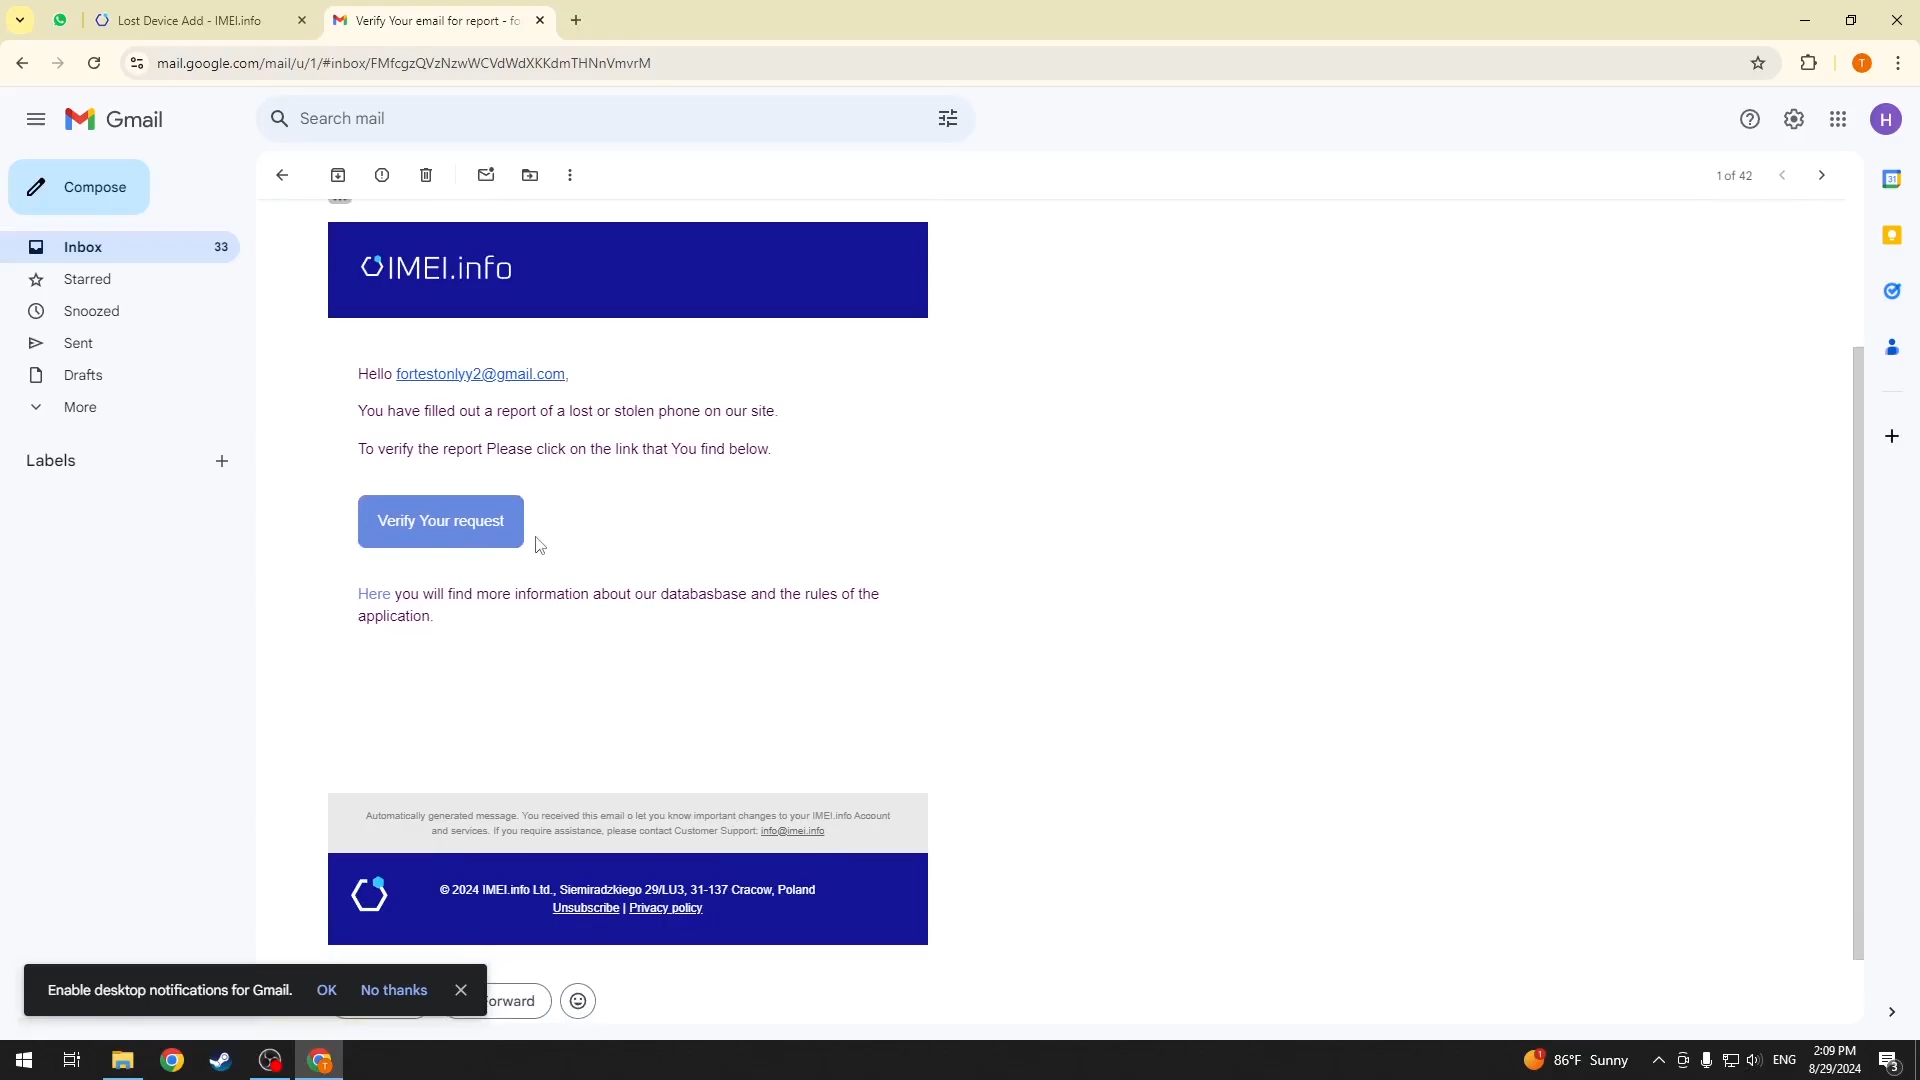 Lost Device Add - IMEI.info
Verify Your email for report - fo
mail.google.com/mail/u/1/#inbox/FMfcgzQVzNzwWCVdWdXKKdmTHNnVmvrM
T
Gmail
Search mail
H
Compose
1 of 42
31
Inbox 33
Starred
Snoozed
Sent
Drafts
More
Labels
IMEI.info
Hello fortestonlyy2@gmail.com,
You have filled out a report of a lost or stolen phone on our site.
To verify the report Please click on the link that You find below.
Verify Your request
Here you will find more information about our databasbase and the rules of the
application.
Automatically generated message. You received this email o let you know important changes to your IMEI.info Account
and services. If you require assistance, please contact Customer Support: info@imei.info
© 2024 IMEI.info Ltd., Siemiradzkiego 29/LU3, 31-137 Cracow, Poland
Unsubscribe | Privacy policy
Enable desktop notifications for Gmail. OK No thanks
Forward
T
1
86°F Sunny
ENG
2:09 PM
8/29/2024
3